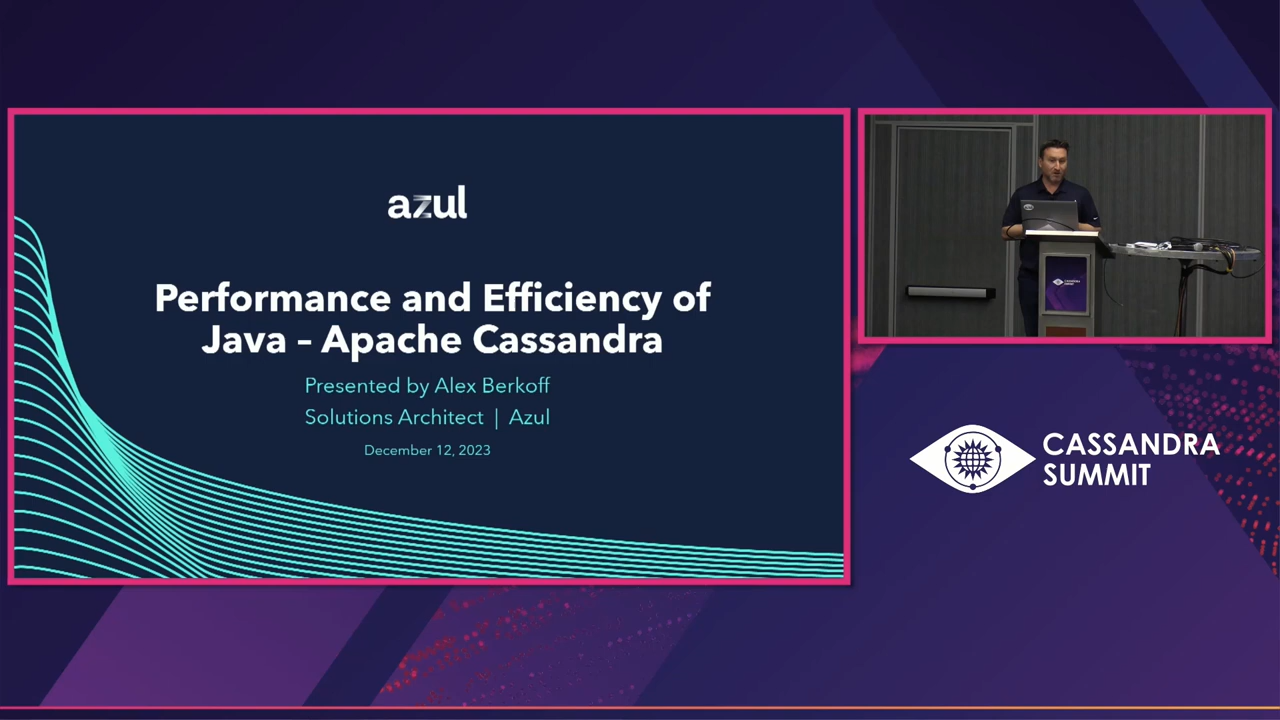 azul
Performance and Efficiency of
Java – Apache Cassandra
Presented by Alex Berkoff
Solutions Architect | Azul
December 12, 2023
CASSANDRA
SUMMIT